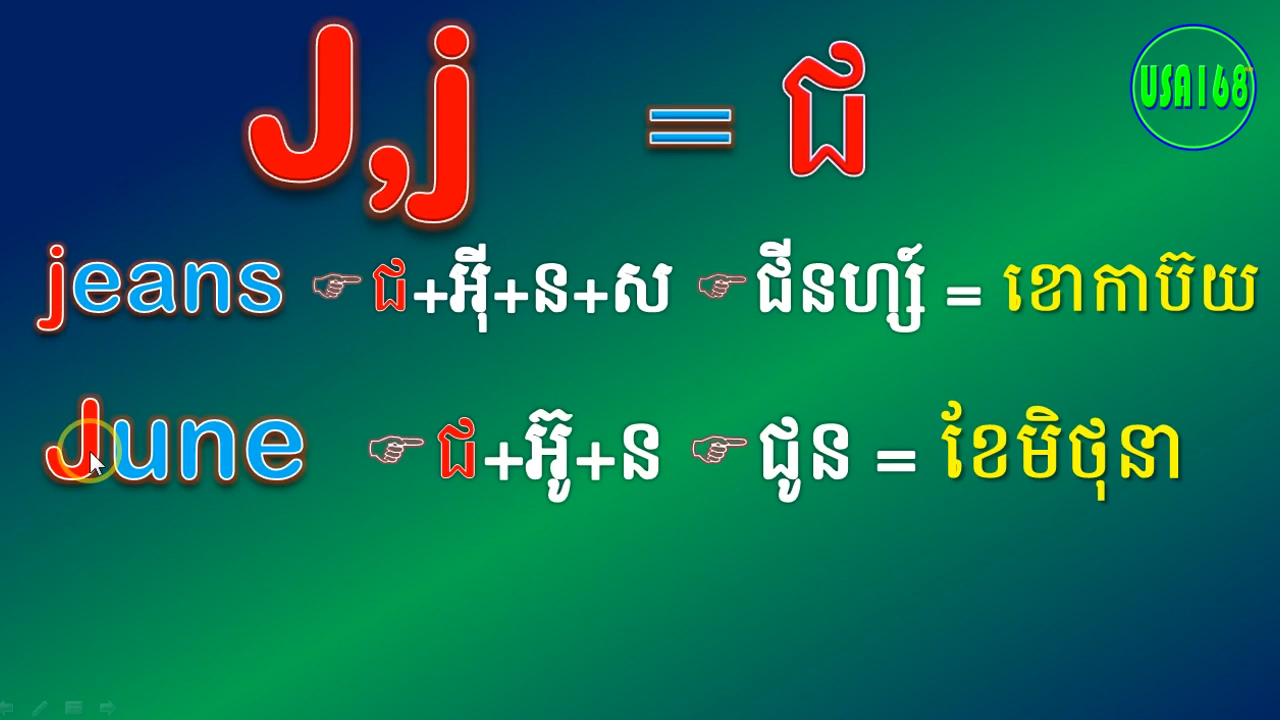 J,j = ជ
USA168
jeans ☞ ជ+អ៊ី+ន+ស ☞ ជីនហ្ស៍ = ខោកាប៊យ
June ☞ ជ+អ៊ូ+ន ☞ ជូន = ខែមិថុនា